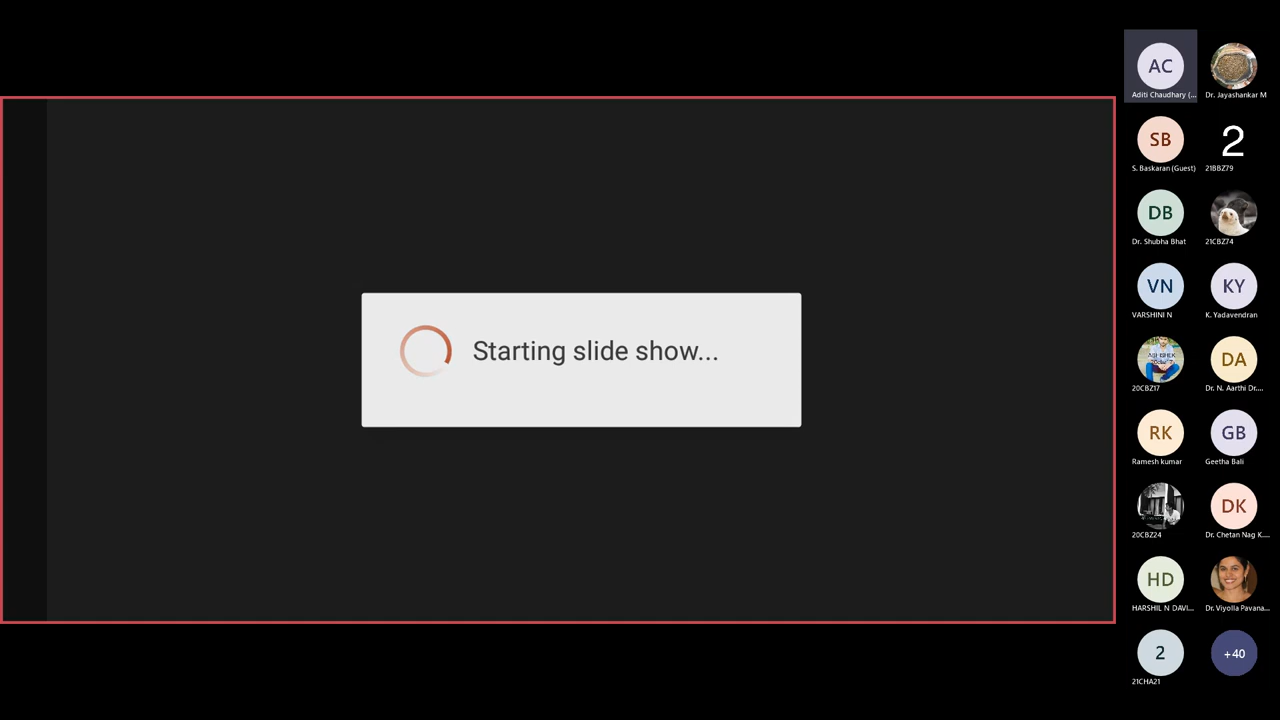 Starting slide show...
AC
Aditi Chaudhary (...
Dr. Jayashankar M
SB
S. Baskaran (Guest)
2
21BBZ79
DB
Dr. Shubha Bhat
21CBZ74
VN
VARSHINI N
KY
K. Yadavendran
20CBZ17
DA
Dr. N. Aarthi Dr....
RK
Ramesh kumar
GB
Geetha Bali
20CBZ24
DK
Dr. Chetan Nag K....
HD
HARSHIL N DAVI...
Dr. Viyolla Pavana...
2
21CHA21
+40